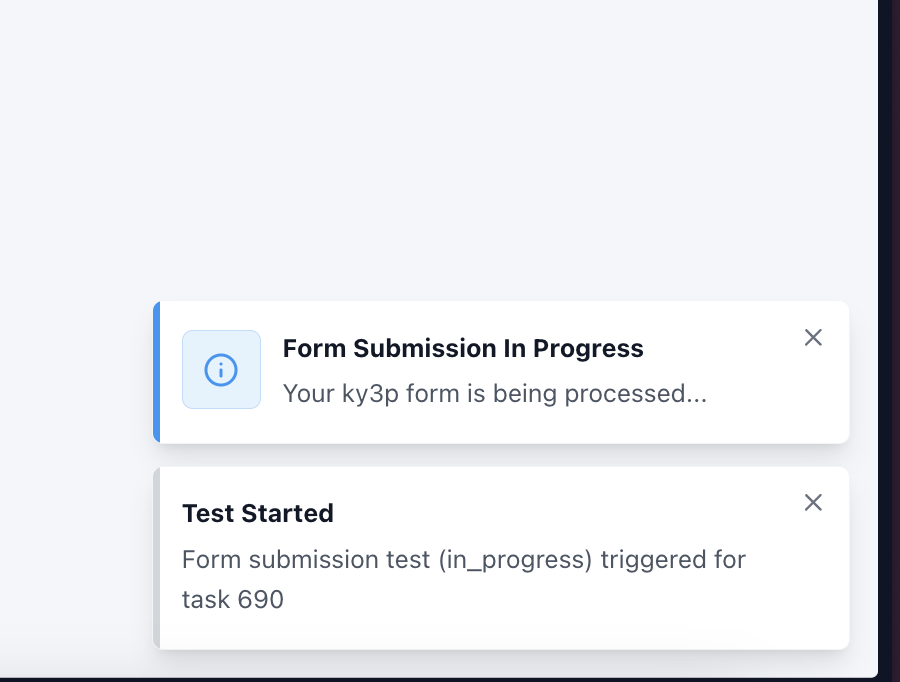 Form Submission In Progress
Your ky3p form is being processed...
Test Started
Form submission test (in_progress) triggered for
task 690